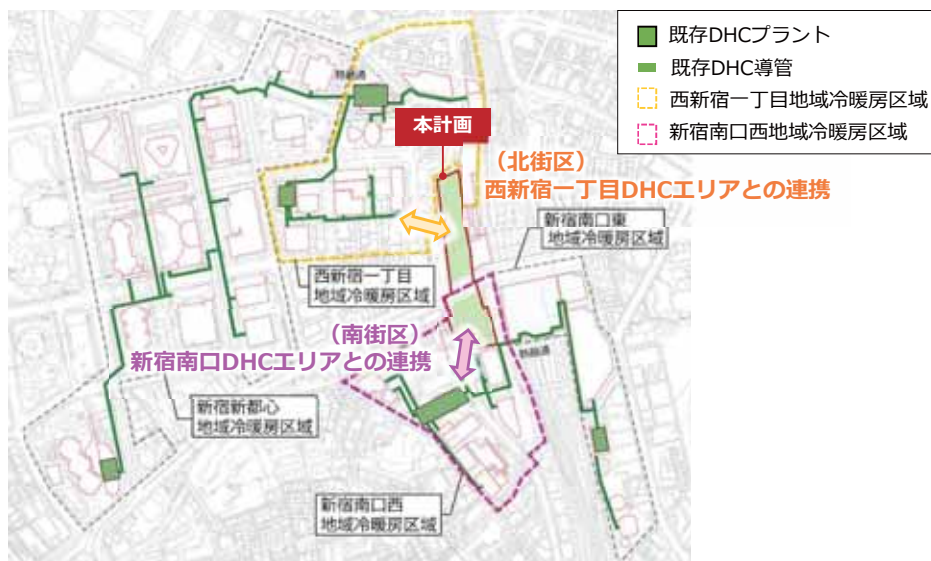 既存DHCプラント
既存DHC導管
西新宿一丁目地域冷暖房区域
新宿南口西地域冷暖房区域
熱融通
本計画
（北街区）
西新宿一丁目DHCエリアとの連携
新宿南口東
地域冷暖房区域
西新宿一丁目
地域冷暖房区域
（南街区）
新宿南口DHCエリアとの連携
熱融通
新宿新都心
地域冷暖房区域
新宿南口西
地域冷暖房区域